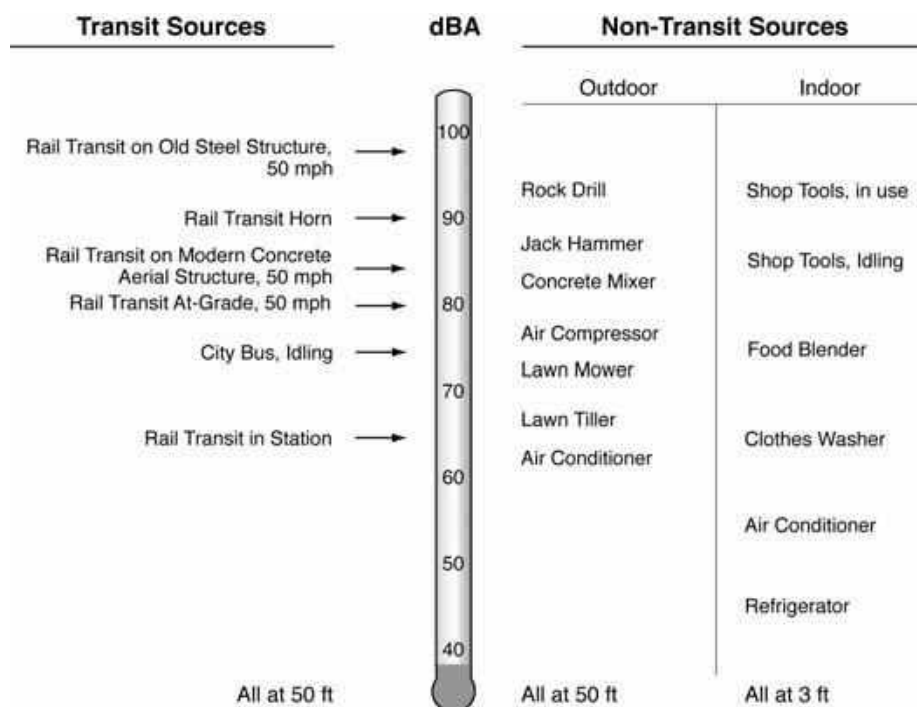 Transit Sources
dBA
Non-Transit Sources
Outdoor
Indoor
Rail Transit on Old Steel Structure,
50 mph
Rail Transit Horn
Rail Transit on Modern Concrete
Aerial Structure, 50 mph
Rail Transit At-Grade, 50 mph
City Bus, Idling
Rail Transit in Station
All at 50 ft
100
90
80
70
60
50
40
Rock Drill
Jack Hammer
Concrete Mixer
Air Compressor
Lawn Mower
Lawn Tiller
Air Conditioner
All at 50 ft
Shop Tools, in use
Shop Tools, Idling
Food Blender
Clothes Washer
Air Conditioner
Refrigerator
All at 3 ft